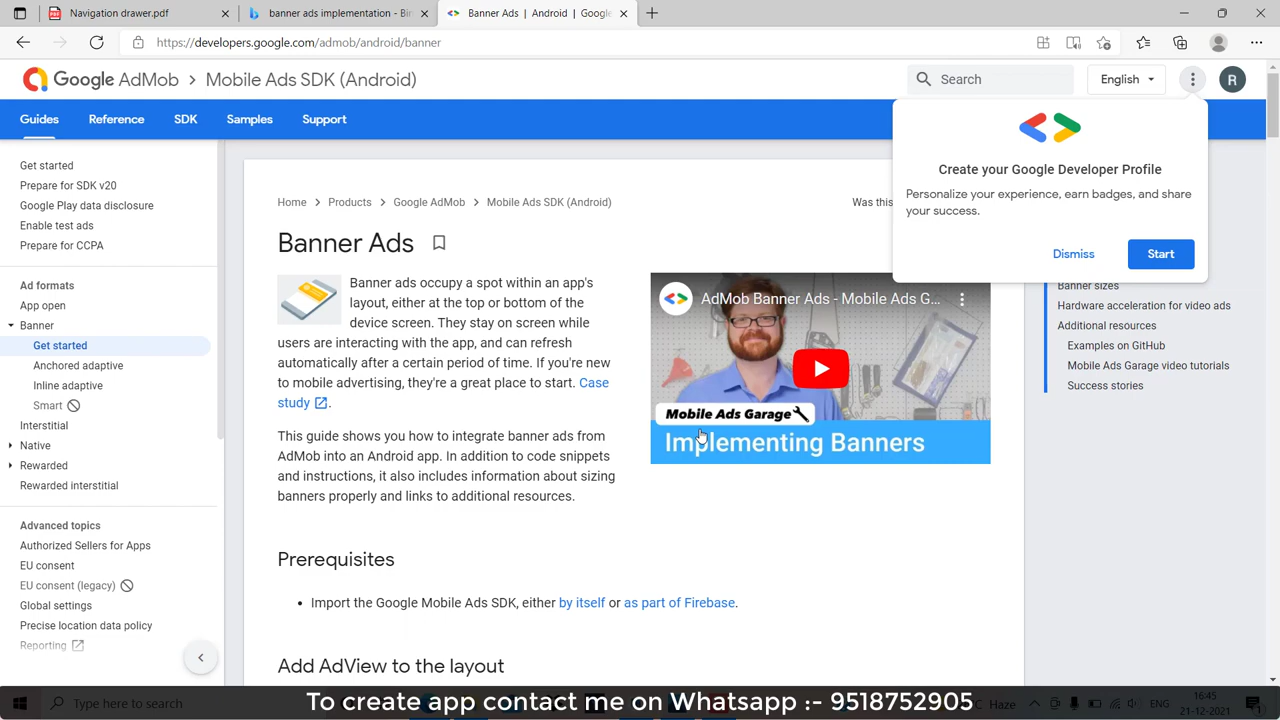 Navigation drawer.pdf
banner ads implementation - Bin
Banner Ads | Android | Google
https://developers.google.com/admob/android/banner
Google AdMob > Mobile Ads SDK (Android)
Search
English
R
Guides
Reference
SDK
Samples
Support
Create your Google Developer Profile
Personalize your experience, earn badges, and share
your success.
Dismiss
Start
Get started
Prepare for SDK v20
Google Play data disclosure
Enable test ads
Prepare for CCPA
Ad formats
App open
Banner
Get started
Anchored adaptive
Inline adaptive
Smart
Interstitial
Native
Rewarded
Rewarded interstitial
Advanced topics
Authorized Sellers for Apps
EU consent
EU consent (legacy)
Global settings
Precise location data policy
Reporting
Home > Products > Google AdMob > Mobile Ads SDK (Android)
Was this
Banner Ads
Banner ads occupy a spot within an app's
layout, either at the top or bottom of the
device screen. They stay on screen while
users are interacting with the app, and can refresh
automatically after a certain period of time. If you're new
to mobile advertising, they're a great place to start. Case
study.
This guide shows you how to integrate banner ads from
AdMob into an Android app. In addition to code snippets
and instructions, it also includes information about sizing
banners properly and links to additional resources.
AdMob Banner Ads - Mobile Ads G...
Mobile Ads Garage
Implementing Banners
Prerequisites
• Import the Google Mobile Ads SDK, either by itself or as part of Firebase.
Add AdView to the layout
Banner sizes
Hardware acceleration for video ads
Additional resources
Examples on GitHub
Mobile Ads Garage video tutorials
Success stories
Type here to search
Haze
16:45
21-12-2021
To create app contact me on Whatsapp :- 9518752905